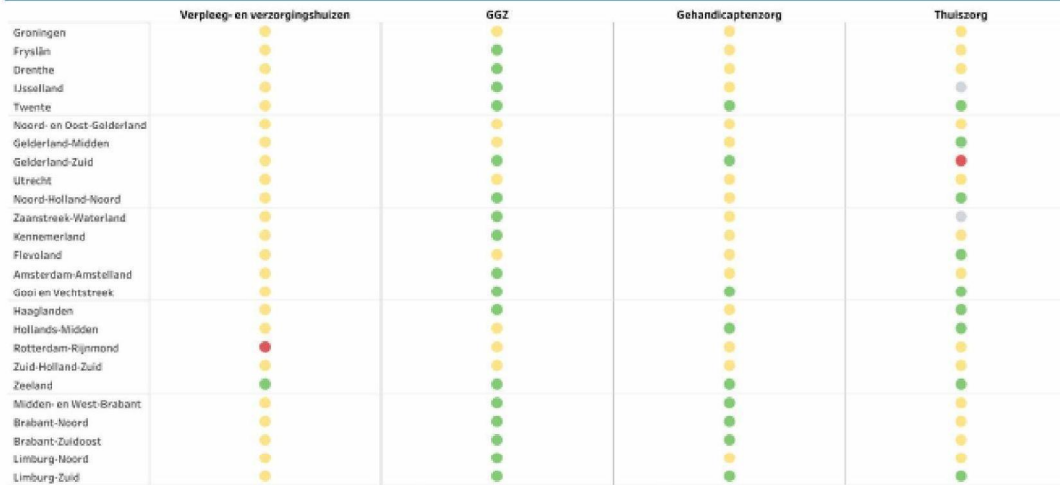 Verpleeg- en verzorgingshuizen GGZ Gehandicaptenzorg Thuiszorg
Groningen
Fryslân
Drenthe
IJsselland
Twente
Noord- en Oost-Gelderland
Gelderland-Midden
Gelderland-Zuid
Utrecht
Noord-Holland-Noord
Zaanstreek-Waterland
Kennemerland
Flevoland
Amsterdam-Amstelland
Gooi en Vechtstreek
Haaglanden
Hollands-Midden
Rotterdam-Rijnmond
Zuid-Holland-Zuid
Zeeland
Midden- en West-Brabant
Brabant-Noord
Brabant-Zuidoost
Limburg-Noord
Limburg-Zuid